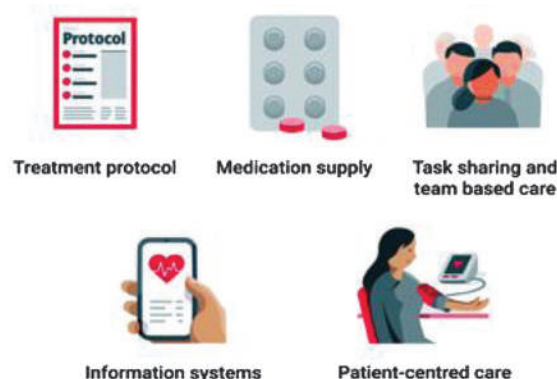 Protocol
Treatment protocol
Medication supply
Task sharing and
team based care
Information systems
Patient-centred care